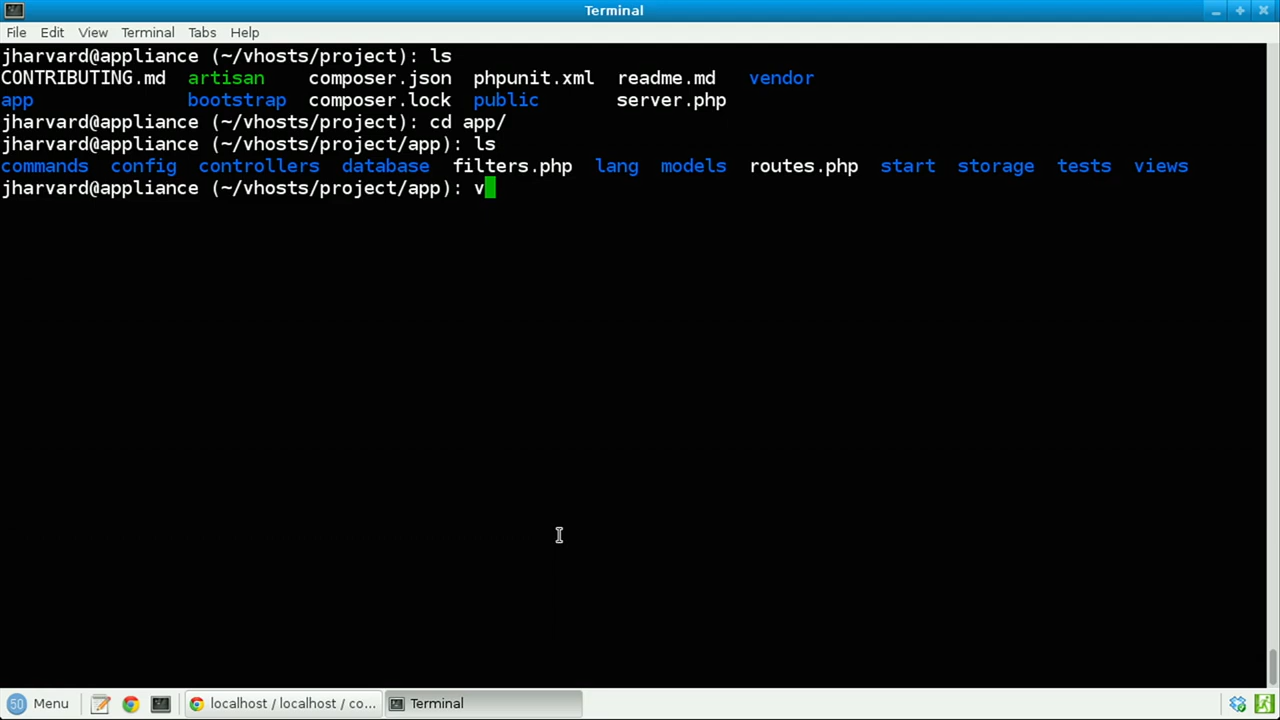 Terminal
File Edit View Terminal Tabs Help
jharvard@appliance (~/vhosts/project): ls
CONTRIBUTING.md artisan composer.json phpunit.xml readme.md vendor
app bootstrap composer.lock public server.php
jharvard@appliance (~/vhosts/project): cd app/
jharvard@appliance (~/vhosts/project/app): ls
commands config controllers database filters.php lang models routes.php start storage tests views
jharvard@appliance (~/vhosts/project/app): v
50 Menu localhost / localhost / co... Terminal